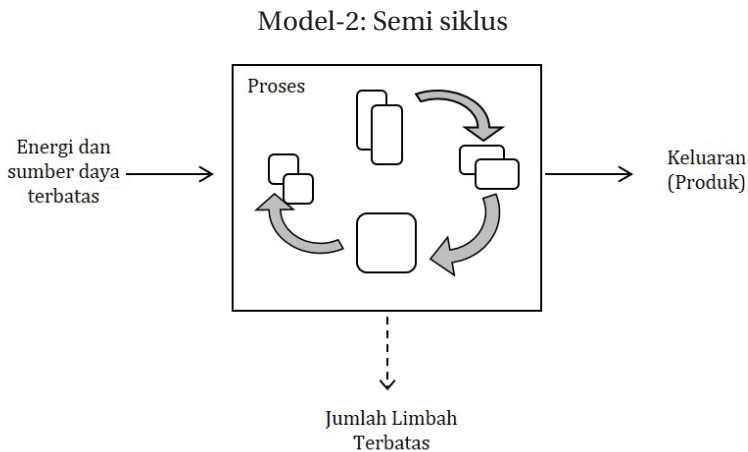 Model-2: Semi siklus
Proses
Energi dan
sumber daya
terbatas
Keluaran
(Produk)
Jumlah Limbah
Terbatas